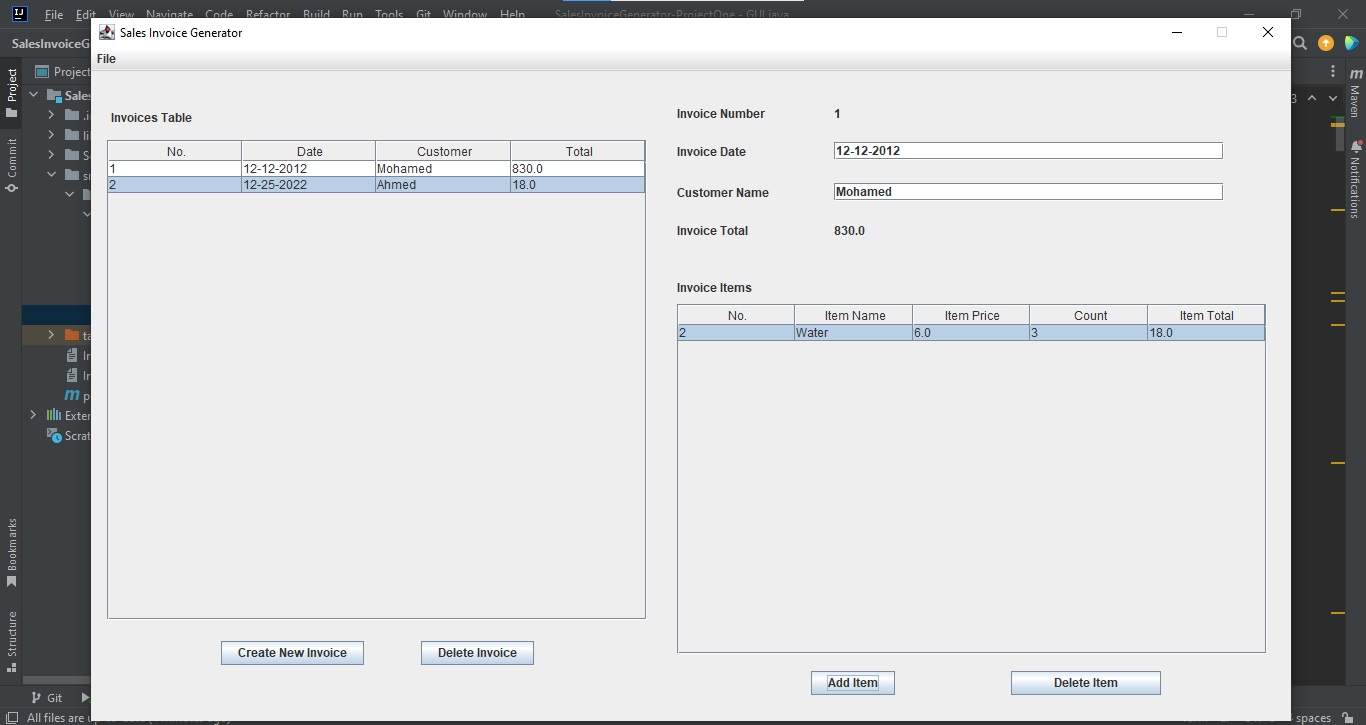 File Edit View Navigate Code Refactor Build Run Tools Git Window Help SalesInvoiceGenerator-ProjectOne - GUI.java
Sales Invoice Generator
SalesInvoiceG
File
Project
Project
Sales
Commit
Exter
Scrat
Bookmarks
Structure
Invoices Table
No. Date Customer Total
1 12-12-2012 Mohamed 830.0
2 12-25-2022 Ahmed 18.0
Create New Invoice Delete Invoice
Invoice Number 1
Invoice Date 12-12-2012
Customer Name Mohamed
Invoice Total 830.0
Invoice Items
No. Item Name Item Price Count Item Total
2 Water 6.0 3 18.0
Add Item Delete Item
3
m
Maven
Notifications
Git
All files are
4 spaces